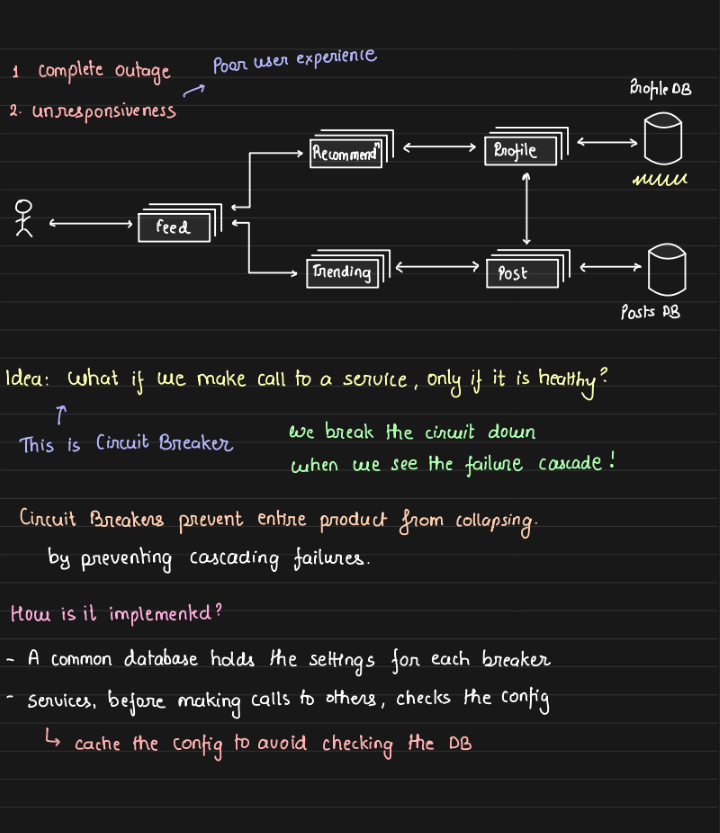 1 complete outage
Poor user experience
2. unresponsiveness
Profile DB
Recommendⁿ
Profile
Feed
Trending
Post
Posts DB
Idea: What if we make call to a service, only if it is healthy?
This is Circuit Breaker
we break the circuit down
when we see the failure cascade!
Circuit Breakers prevent entire product from collapsing.
by preventing cascading failures.
How is it implemented?
- A common database holds the settings for each breaker
- services, before making calls to others, checks the config
↳ cache the config to avoid checking the DB